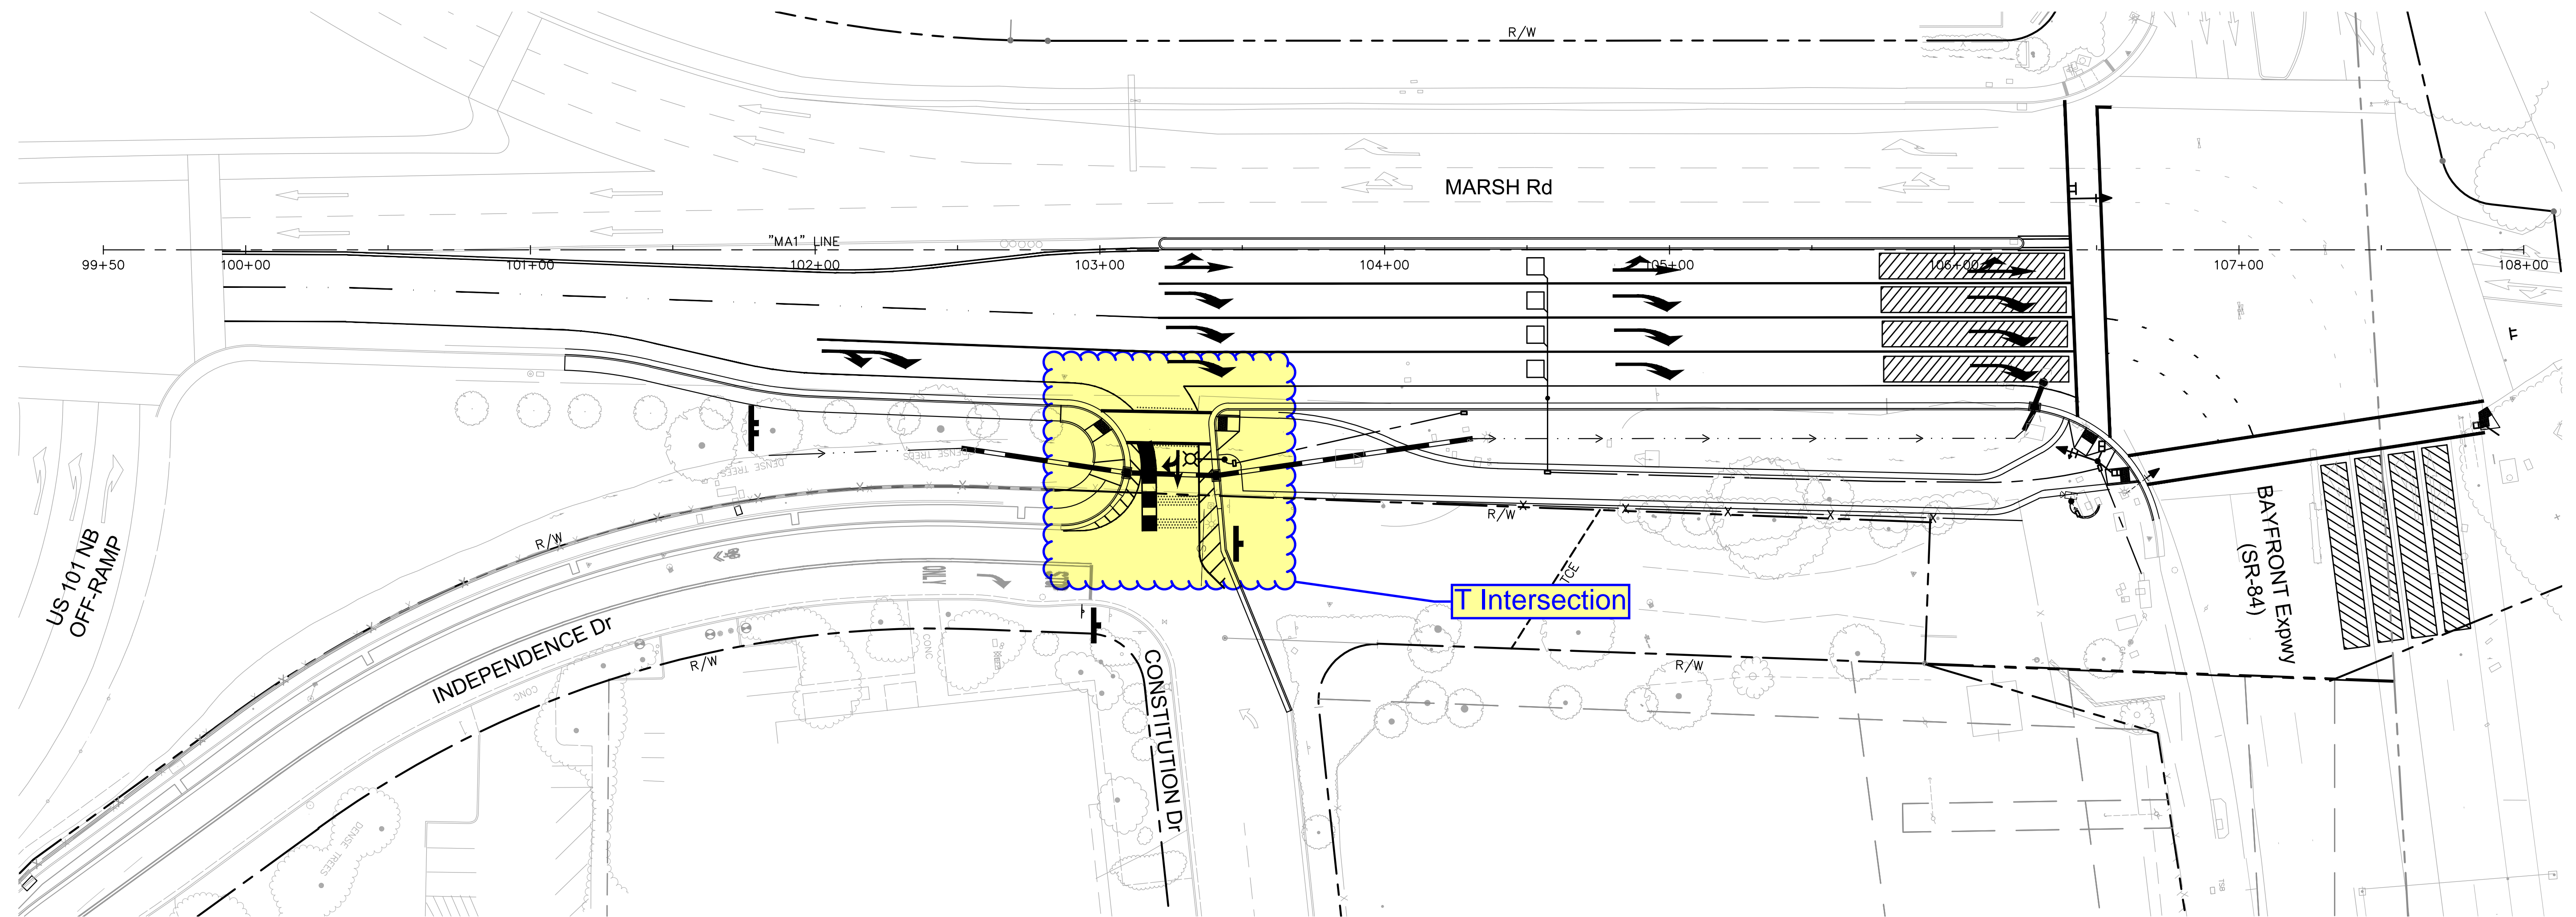 R/W
MARSH Rd
"MA1" LINE
99+50
100+00
101+00
102+00
103+00
104+00
105+00
106+00
107+00
108+00
DENSE TREES
DENSE TREES
R/W
R/W
US 101 NB
OFF-RAMP
BAYFRONT Expwy
(SR-84)
ONLY
TCE
T Intersection
INDEPENDENCE Dr
CONC
R/W
R/W
CONC
CONSTITUTION Dr
DENSE TREES
TSB